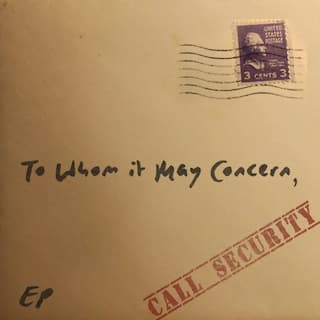 UNITED
STATES
POSTAGE
3 CENTS 3
To Whom it May Concern,
CALL SECURITY
EP